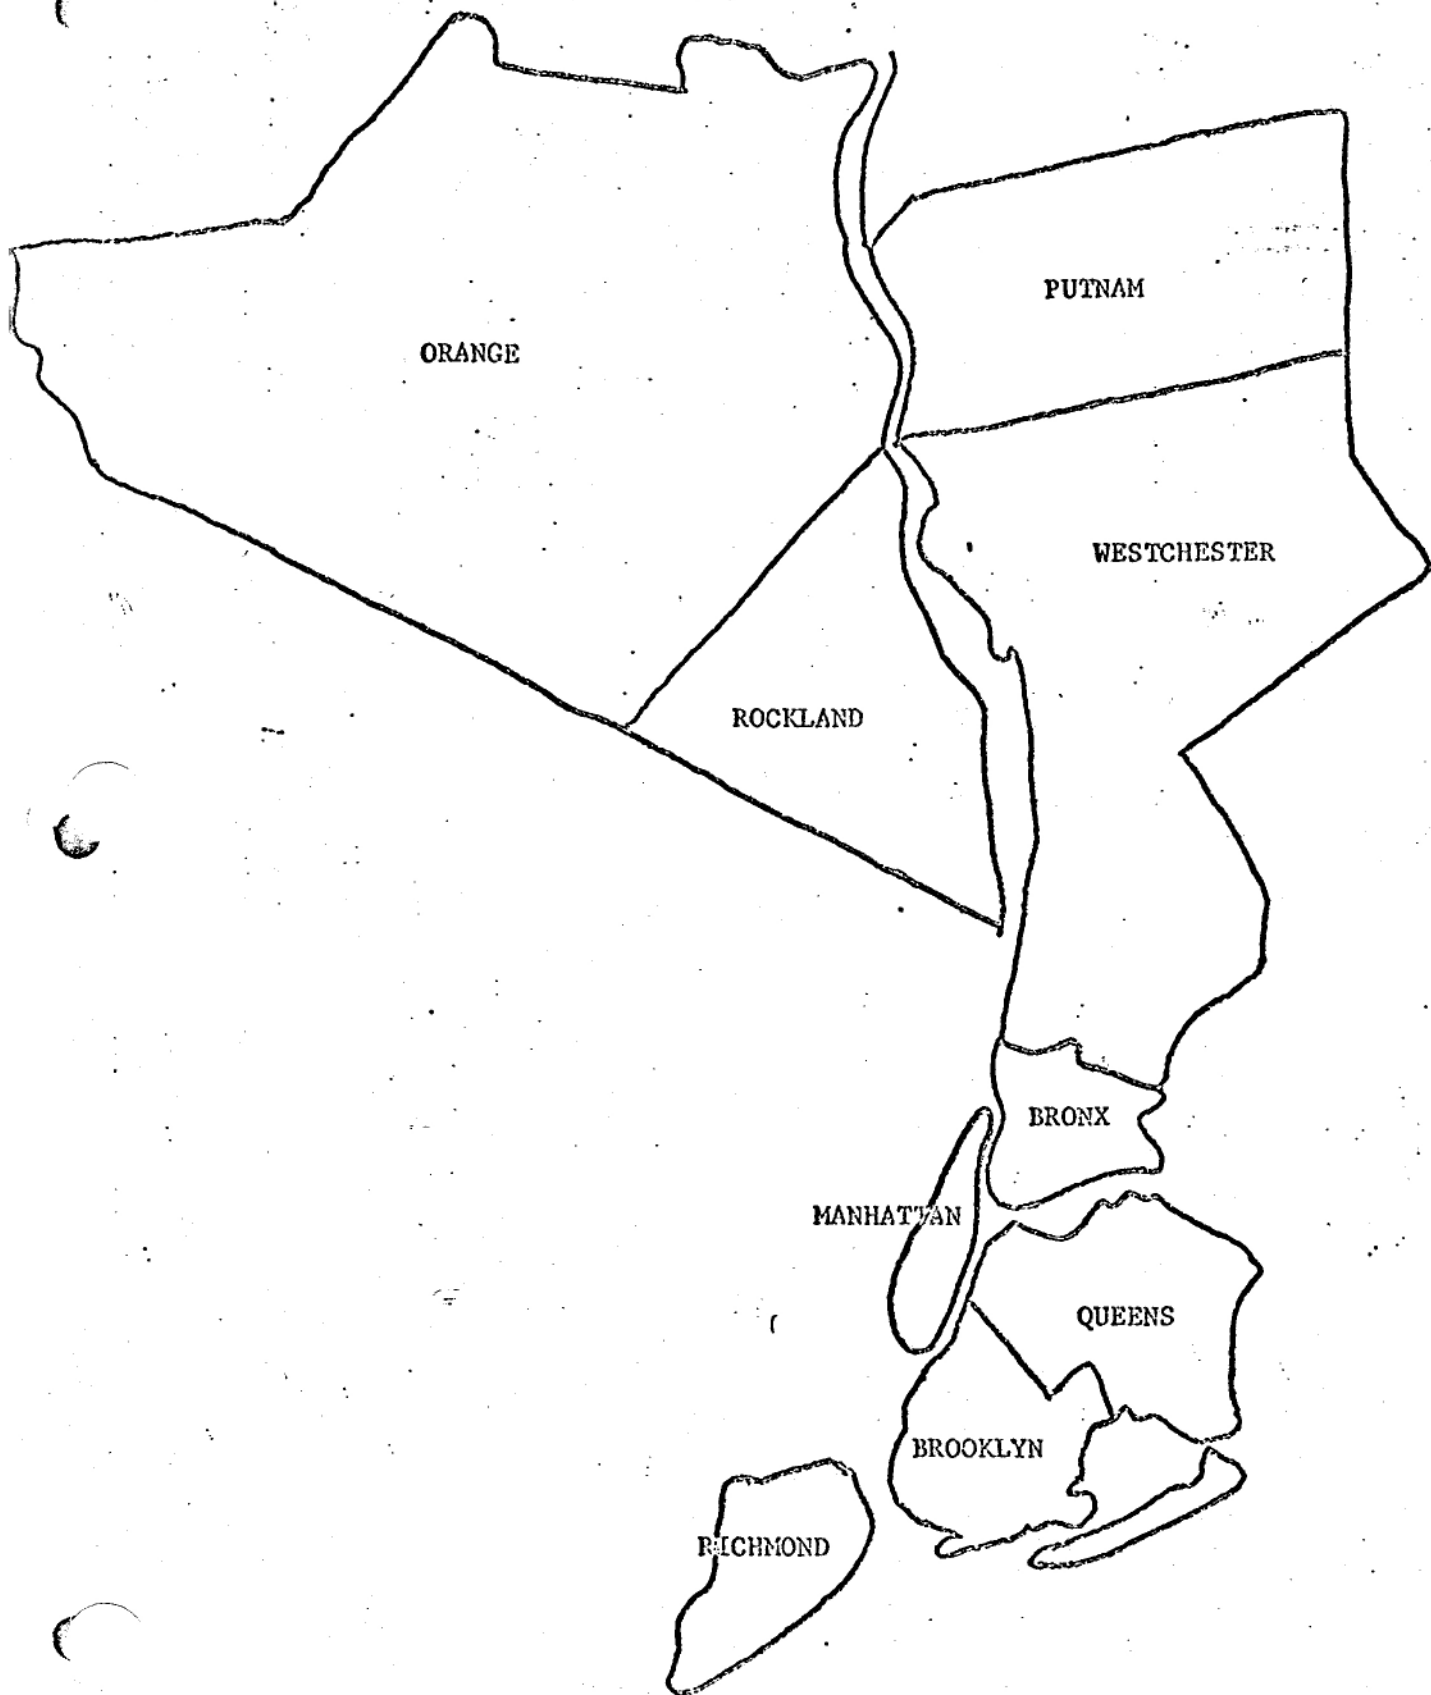 PUTNAM
ORANGE
WESTCHESTER
ROCKLAND
BRONX
MANHATTAN
QUEENS
BROOKLYN
RICHMOND